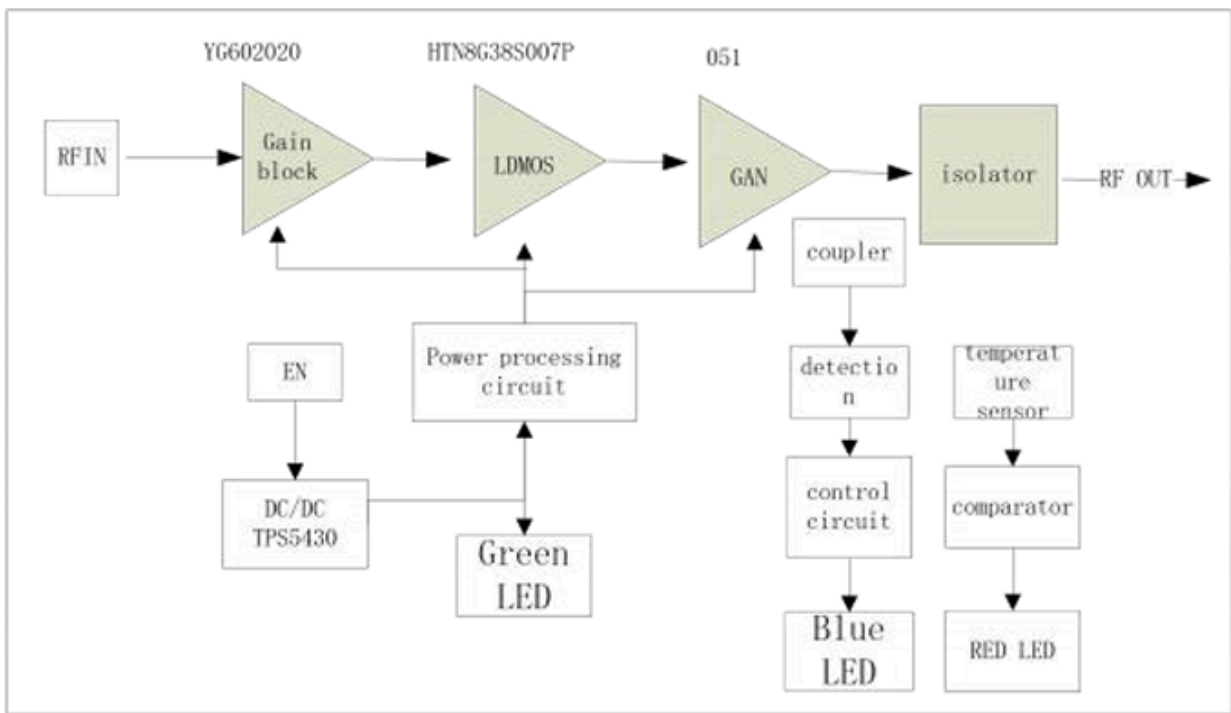 YG602020
HTN8G38S007P
051
RFIN
Gain
block
LDMOS
GAN
isolator
RF OUT
coupler
EN
Power processing
circuit
detectio
n
temperat
ure
sensor
DC/DC
TPS5430
Green
LED
control
circuit
comparator
Blue
LED
RED LED